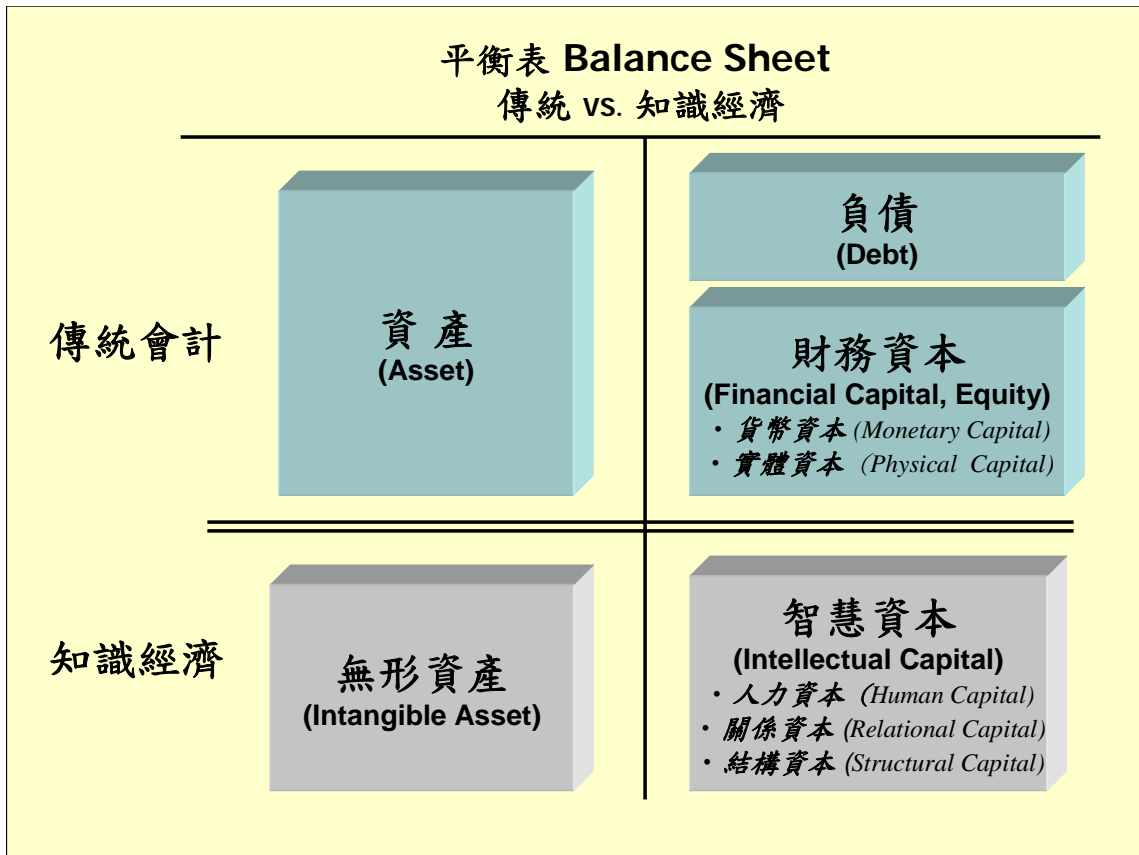 平衡表 Balance Sheet
傳統 vs. 知識經濟
傳統會計
資 產
(Asset)
負債
(Debt)
財務資本
(Financial Capital, Equity)
・貨幣資本 (Monetary Capital)
・實體資本 (Physical Capital)
知識經濟
無形資產
(Intangible Asset)
智慧資本
(Intellectual Capital)
・人力資本 (Human Capital)
・關係資本 (Relational Capital)
・結構資本 (Structural Capital)